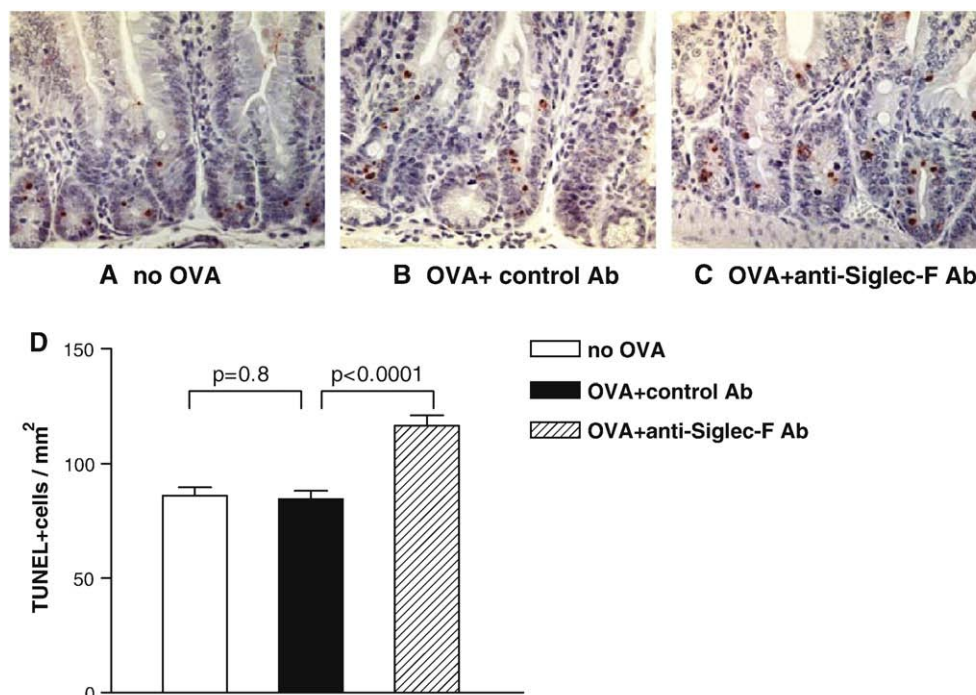 A no OVA
B OVA+ control Ab
C OVA+anti-Siglec-F Ab
D
150
100
50
0
TUNEL+cells / mm²
p=0.8
p<0.0001
no OVA
OVA+control Ab
OVA+anti-Siglec-F Ab